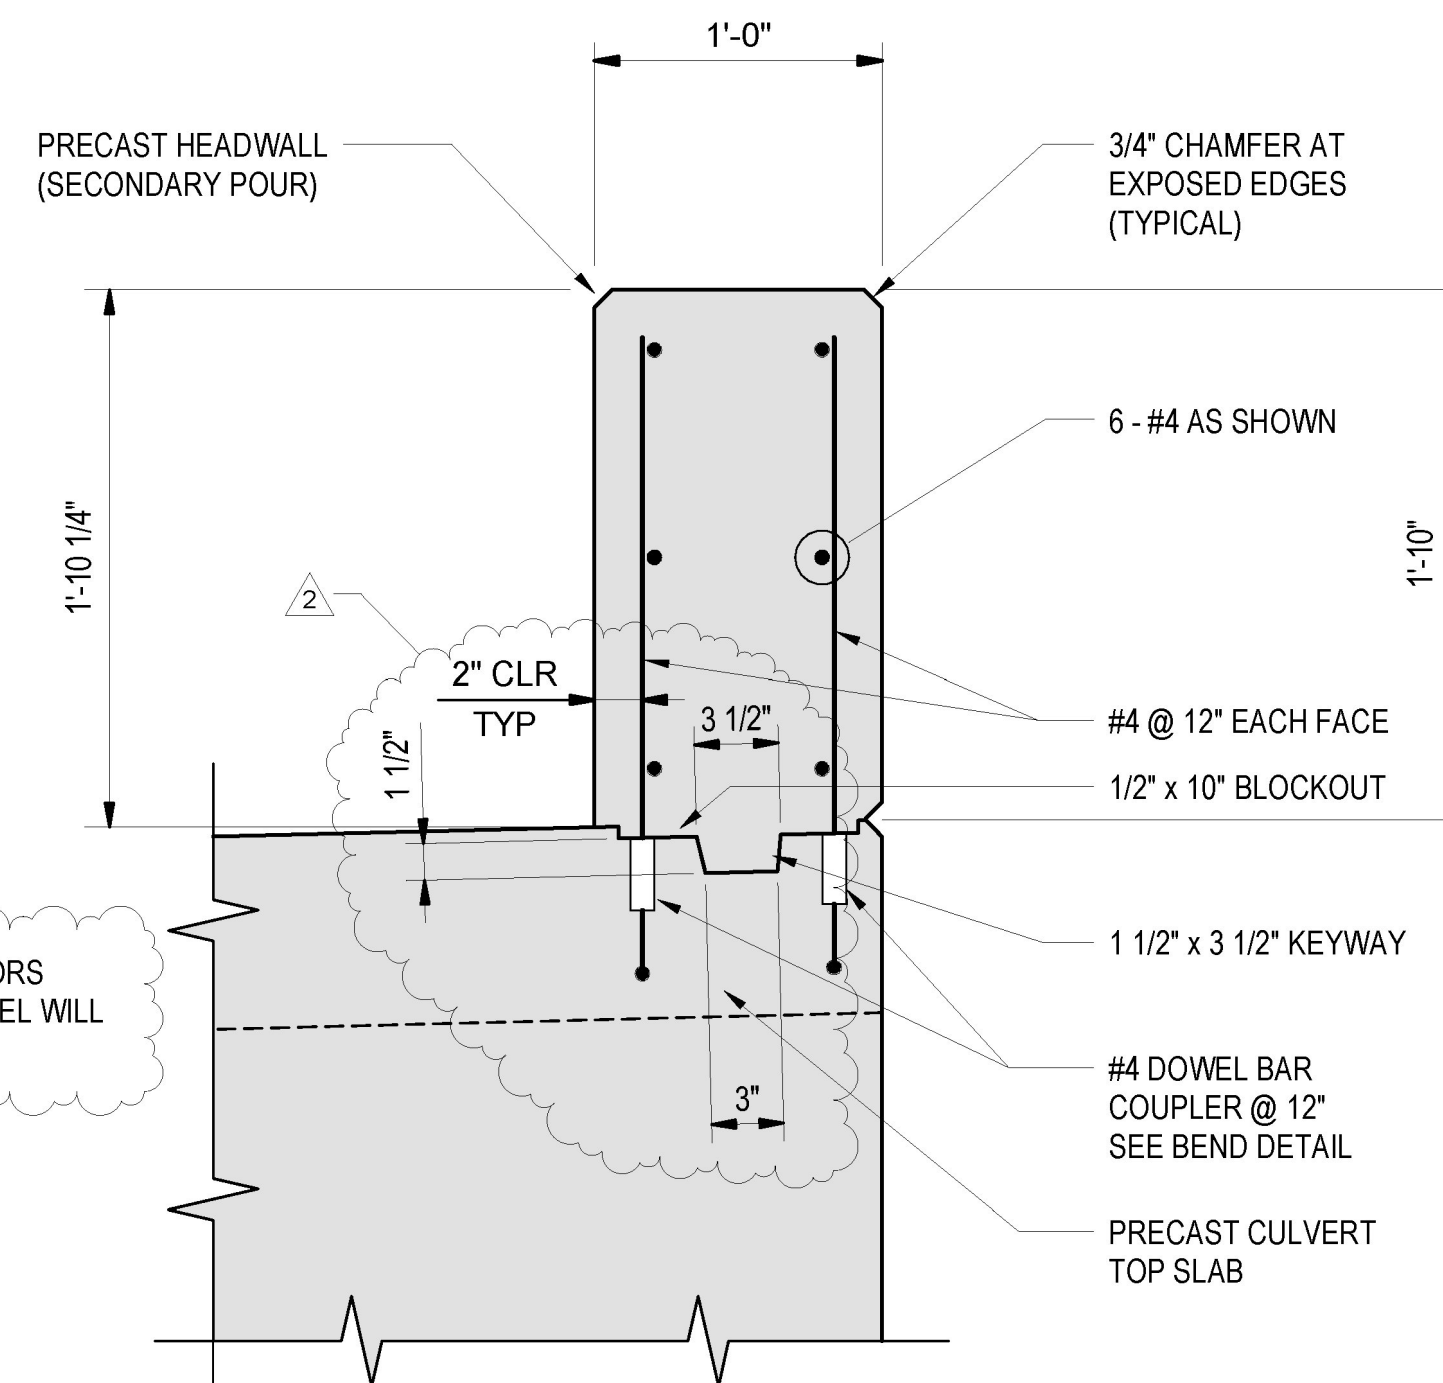 1'-0"
PRECAST HEADWALL
(SECONDARY POUR)
3/4" CHAMFER AT
EXPOSED EDGES
(TYPICAL)
6 - #4 AS SHOWN
1'-10 1/4"
1'-10"
2
2" CLR
TYP
3 1/2"
1 1/2"
#4 @ 12" EACH FACE
1/2" x 10" BLOCKOUT
1 1/2" x 3 1/2" KEYWAY
ORS
EL WILL
#4 DOWEL BAR
COUPLER @ 12"
SEE BEND DETAIL
3"
PRECAST CULVERT
TOP SLAB